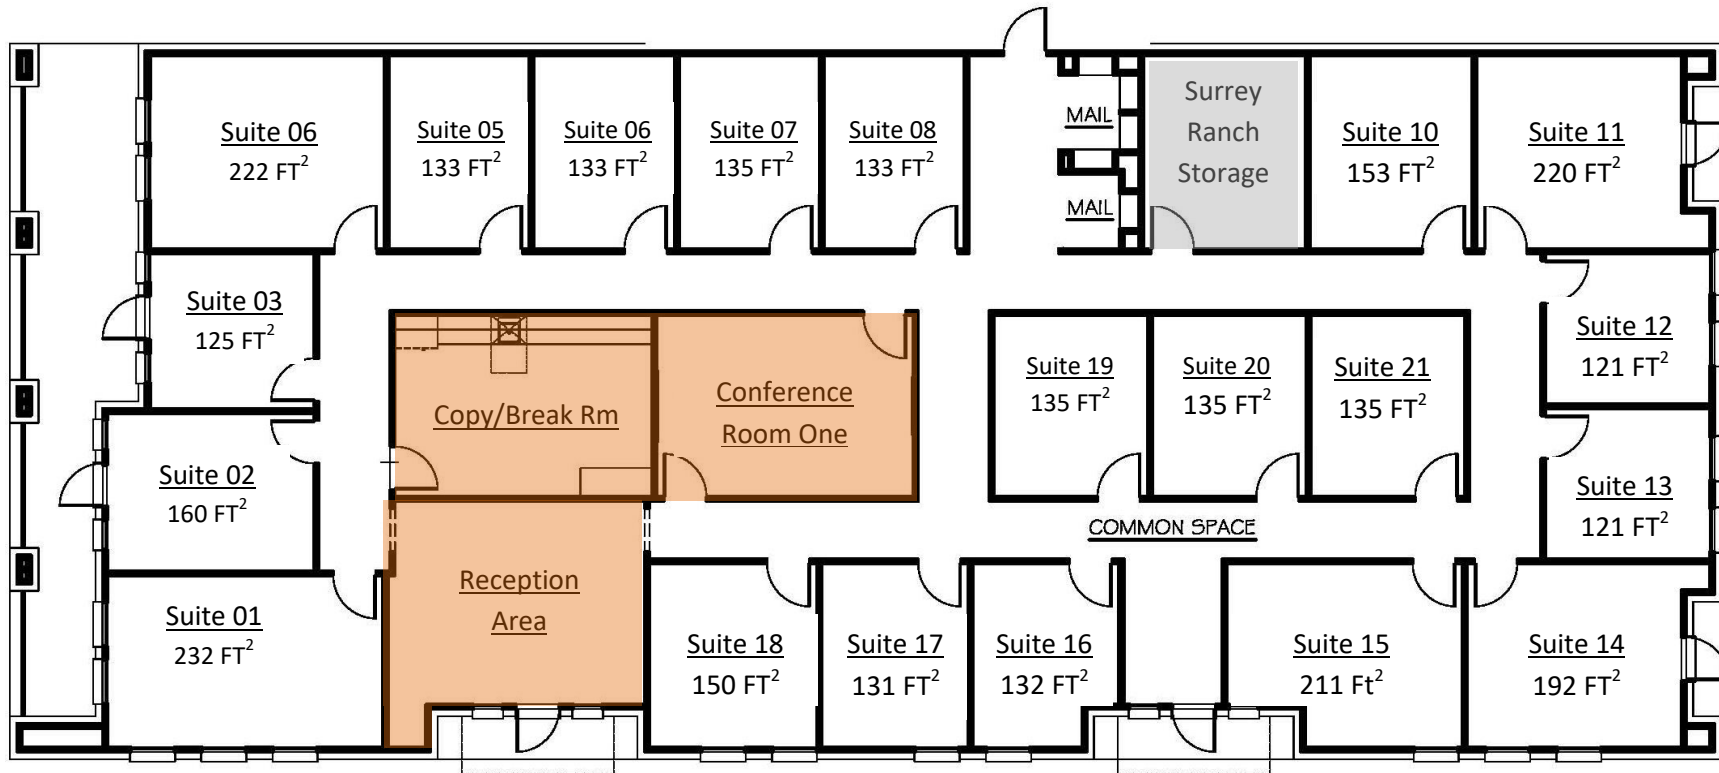 Suite 06
222 FT²
Suite 05
133 FT²
Suite 06
133 FT²
Suite 07
135 FT²
Suite 08
133 FT²
MAIL
MAIL
Surrey
Ranch
Storage
Suite 10
153 FT²
Suite 11
220 FT²
Suite 03
125 FT²
Suite 12
121 FT²
Copy/Break Rm
Conference
Room One
Suite 19
135 FT²
Suite 20
135 FT²
Suite 21
135 FT²
Suite 02
160 FT²
Suite 13
121 FT²
COMMON SPACE
Suite 01
232 FT²
Reception
Area
Suite 18
150 FT²
Suite 17
131 FT²
Suite 16
132 FT²
Suite 15
211 Ft²
Suite 14
192 FT²